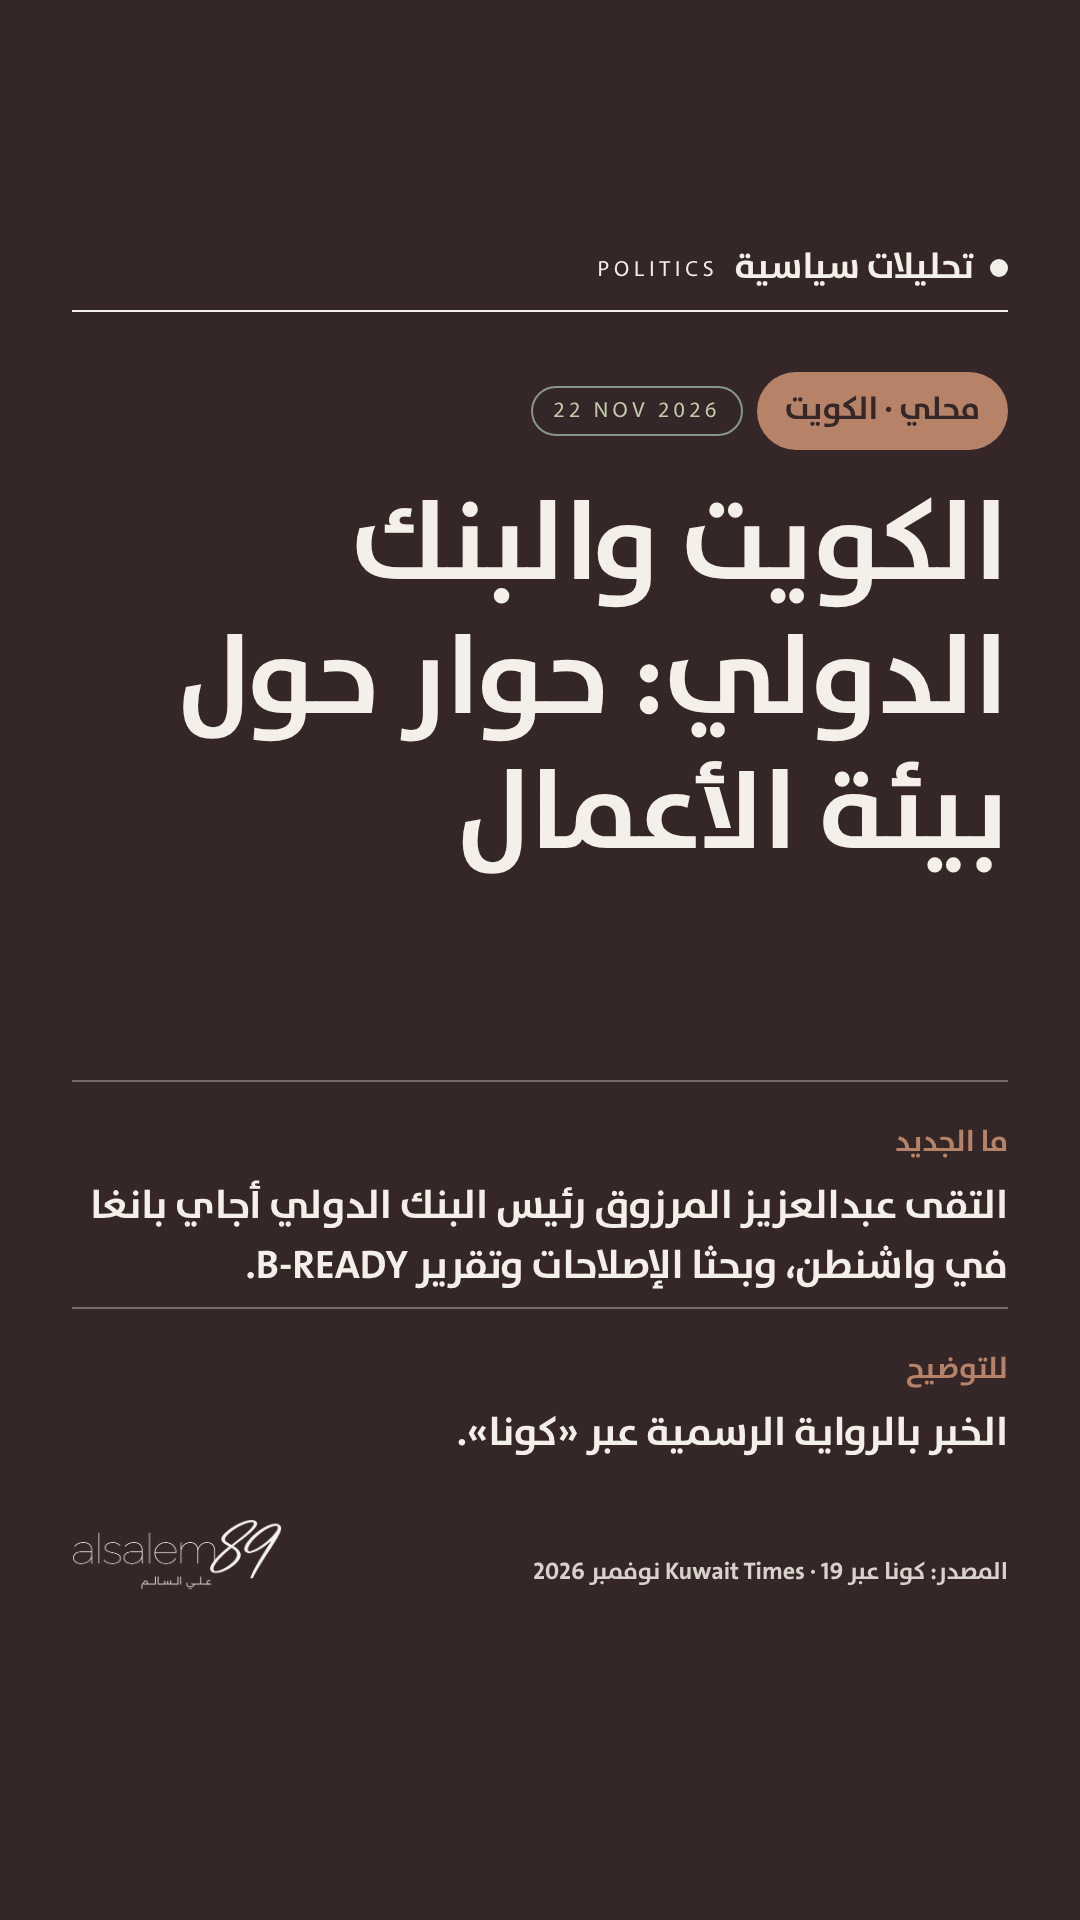 تحليلات سياسية POLITICS
محلي · الكويت 22 NOV 2026
الكويت والبنك
الدولي: حوار حول
بيئة الأعمال
ما الجديد
التقى عبدالعزيز المرزوق رئيس البنك الدولي أجاي بانغا
في واشنطن، وبحثا الإصلاحات وتقرير B-READY.
للتوضيح
الخبر بالرواية الرسمية عبر «كونا».
المصدر: كونا عبر Kuwait Times · 19 نوفمبر 2026
alsalem89
علي السالم